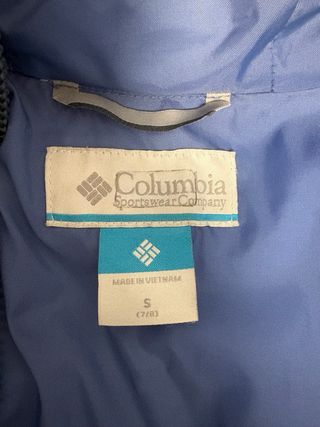 Columbia
Sportswear Company
MADE IN VIETNAM
S
(7/8)